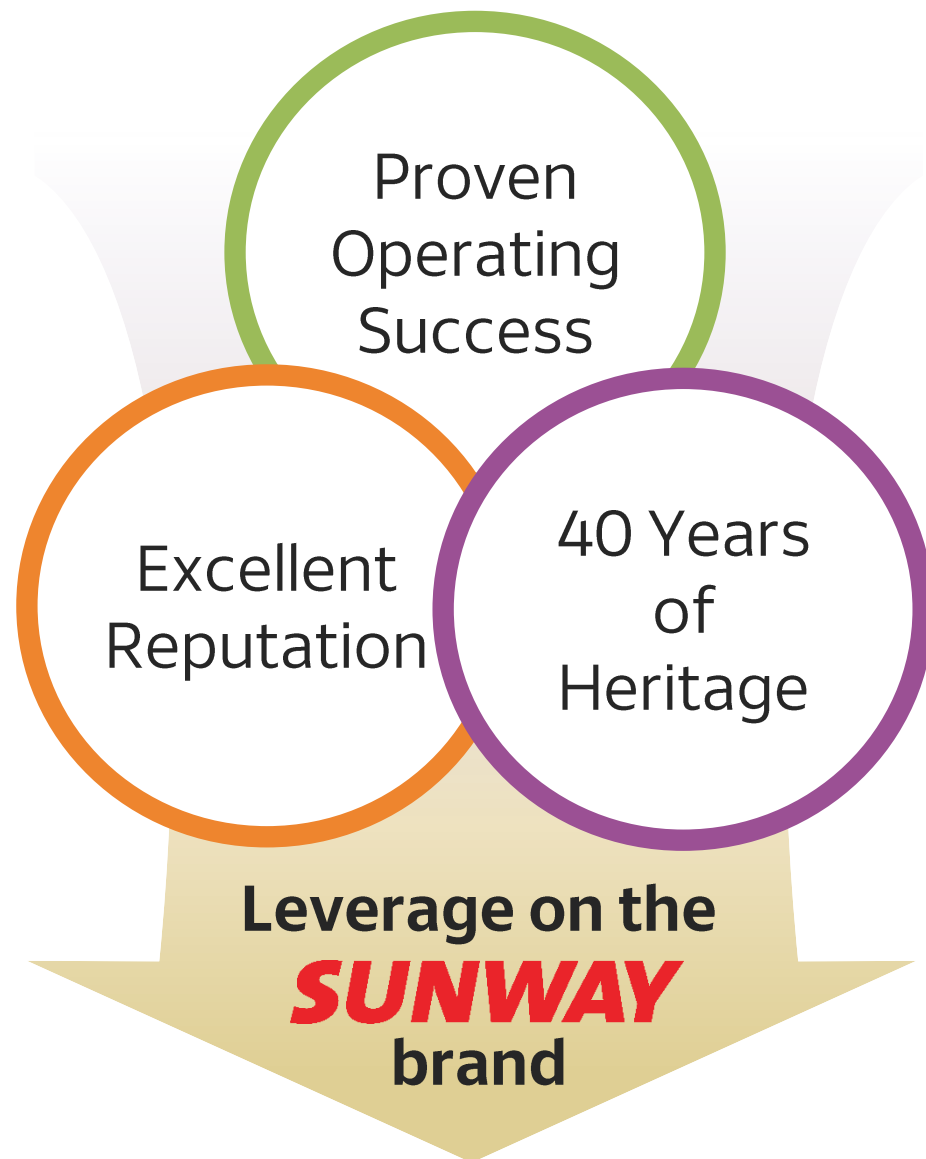 Proven
Operating
Success
Excellent
Reputation
40 Years
of
Heritage
Leverage on the
SUNWAY
brand